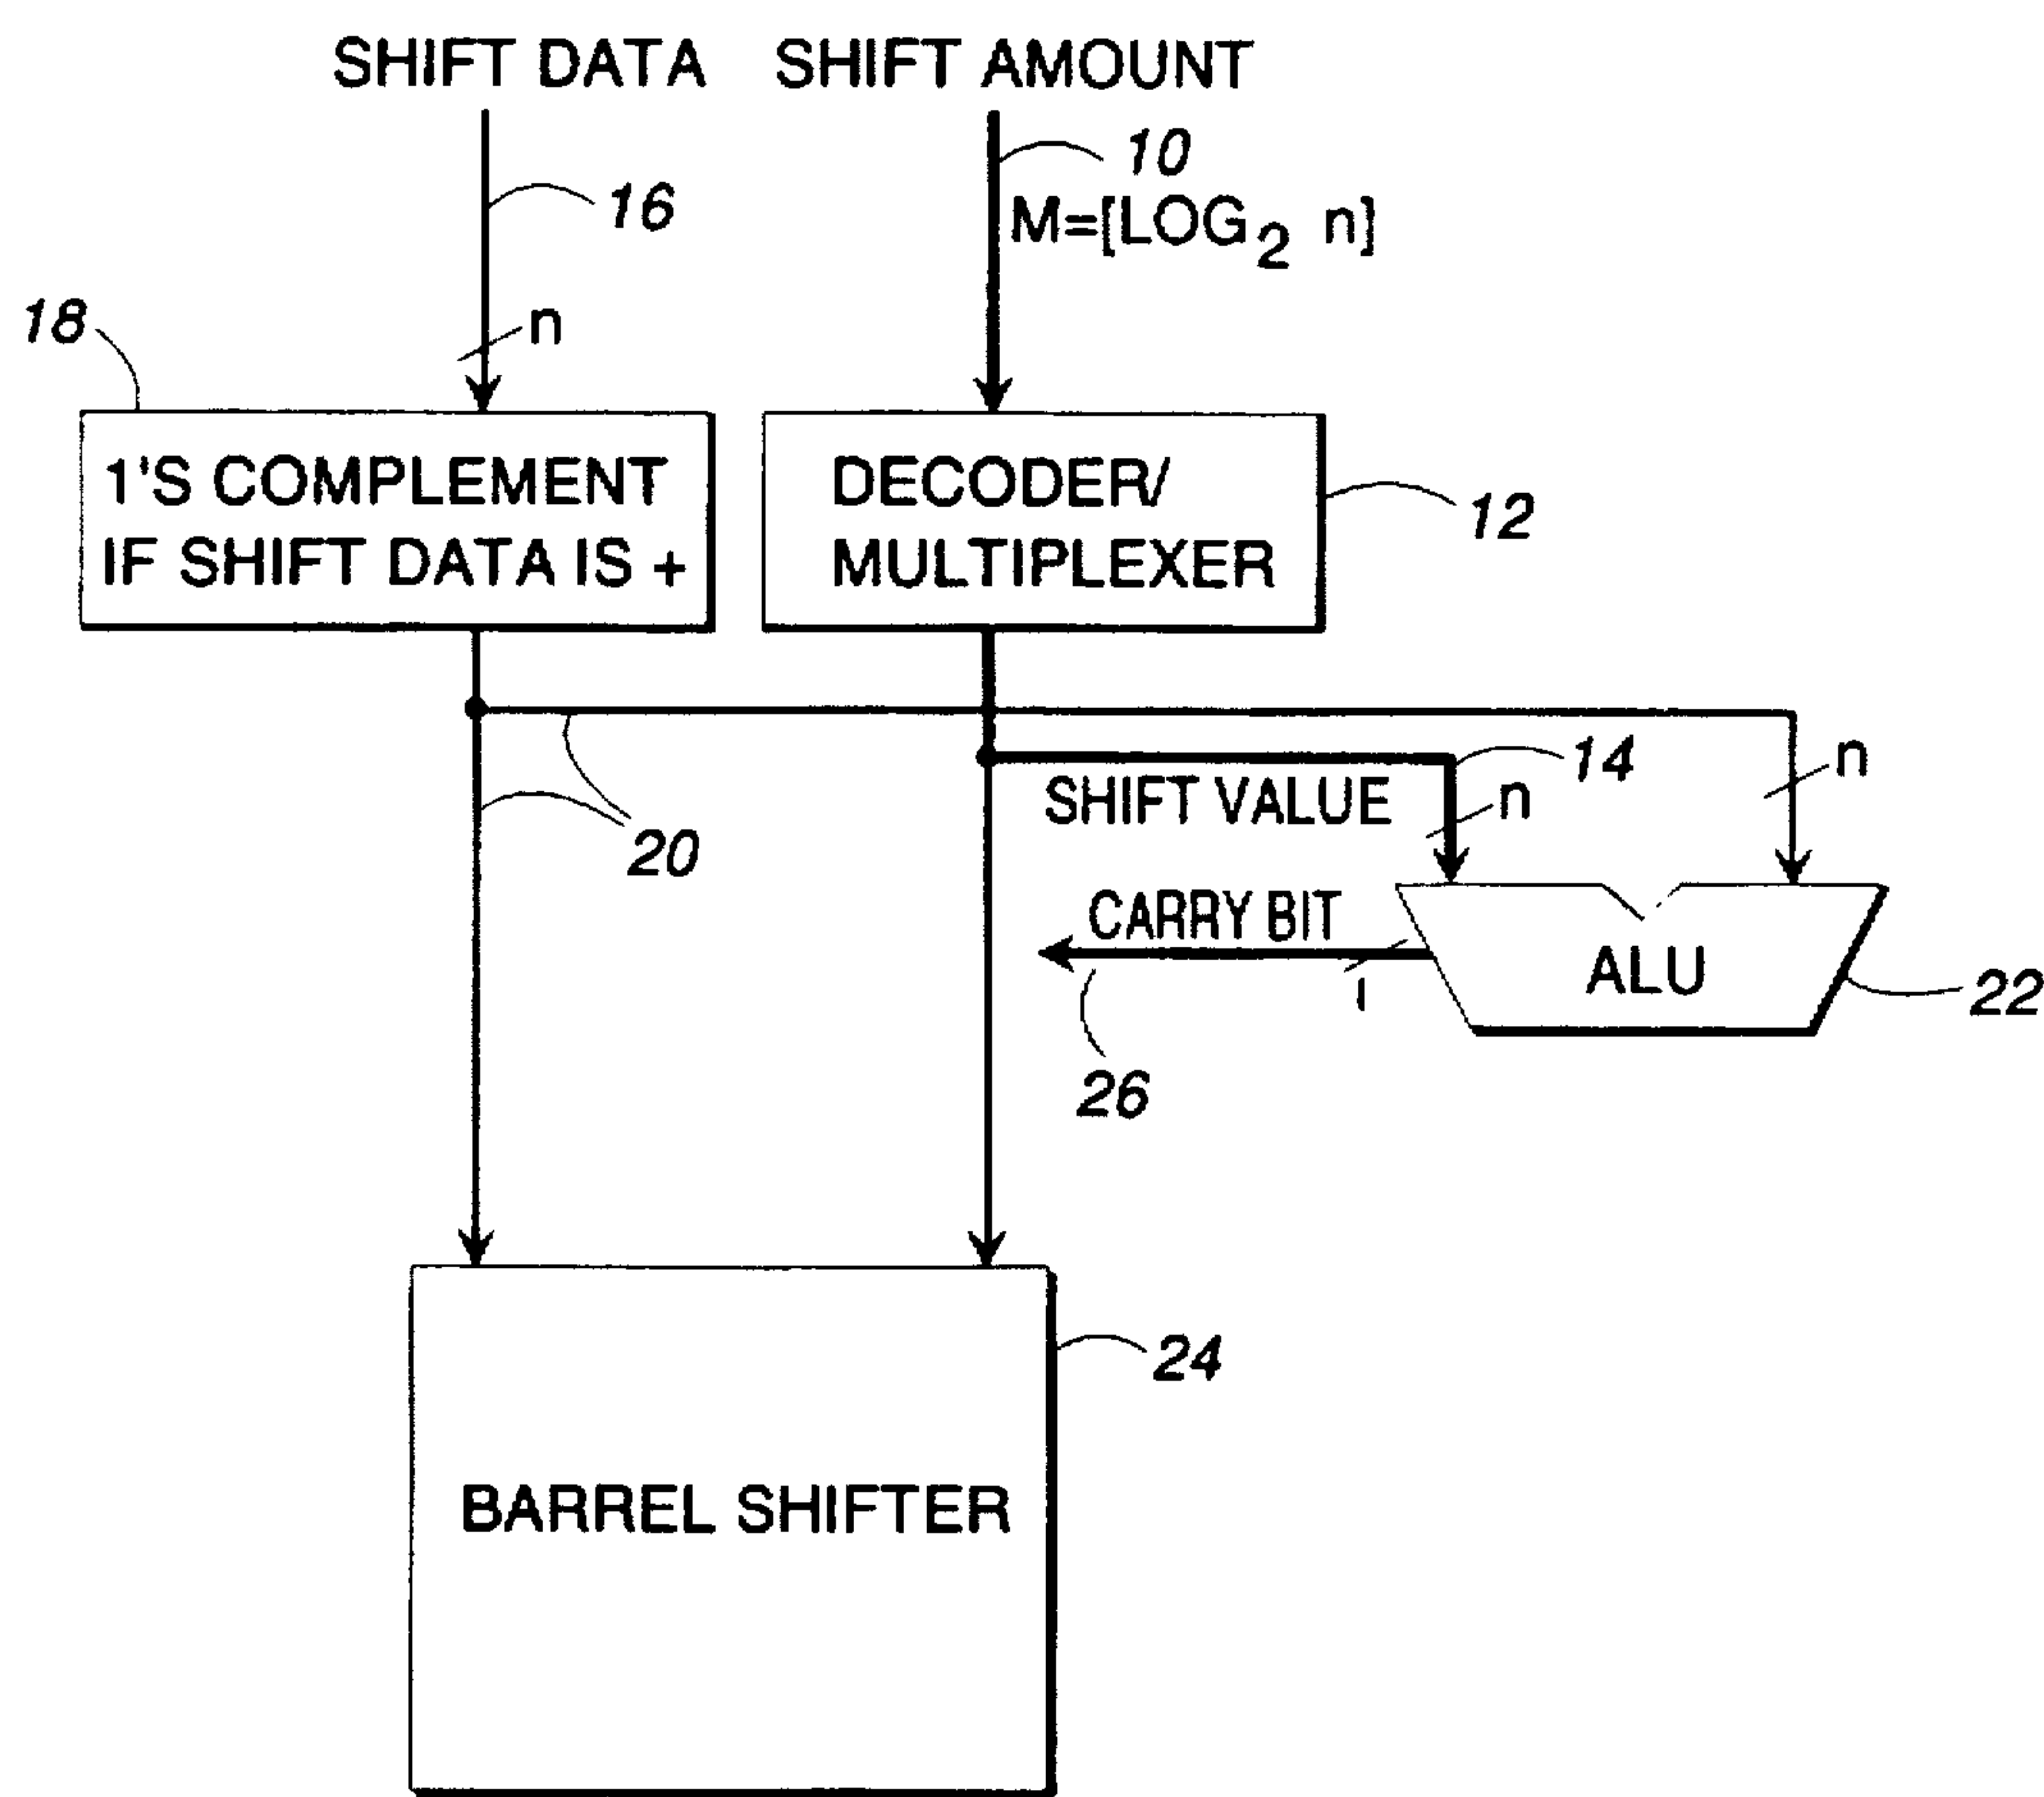 SHIFT DATA SHIFT AMOUNT
10
16
M=[LOG2 n]
18
n
1'S COMPLEMENT
IF SHIFT DATA IS +
DECODER/
MULTIPLEXER
12
14
n
SHIFT VALUE
n
20
CARRY BIT
1
ALU
22
26
24
BARREL SHIFTER